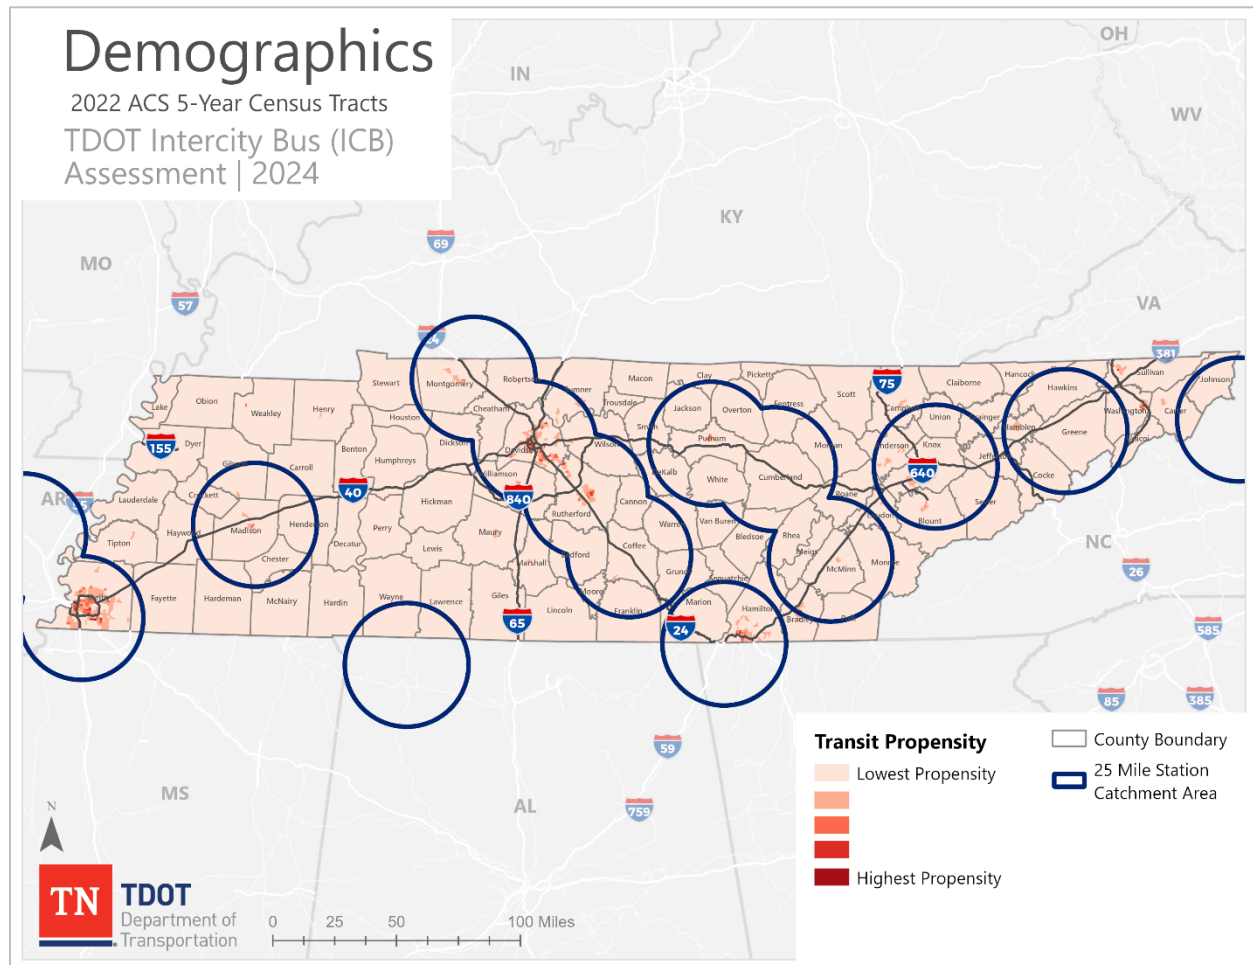 Demographics
2022 ACS 5-Year Census Tracts
TDOT Intercity Bus (ICB)
Assessment | 2024
OH
IN
WV
KY
MO
VA
AR
NC
MS
AL
69
57
24
381
75
155
40
840
640
65
24
26
585
85
385
59
759
Lake
Obion
Weakley
Henry
Stewart
Montgomery
Robertson
Sumner
Macon
Clay
Pickett
Scott
Claiborne
Hancock
Hawkins
Sullivan
Johnson
Houston
Cheatham
Trousdale
Jackson
Overton
Fentress
Campbell
Union
Grainger
Hamblen
Greene
Washington
Carter
Dyer
Gibson
Carroll
Benton
Humphreys
Dickson
Davidson
Wilson
Smith
Putnam
Morgan
Anderson
Knox
Jefferson
Cocke
Lauderdale
Crockett
Madison
Henderson
Decatur
Perry
Hickman
Williamson
Rutherford
Cannon
DeKalb
White
Cumberland
Roane
Loudon
Blount
Sevier
Tipton
Haywood
Chester
Lewis
Maury
Marshall
Bedford
Coffee
Warren
Van Buren
Bledsoe
Rhea
Meigs
McMinn
Monroe
Fayette
Hardeman
McNairy
Hardin
Wayne
Lawrence
Giles
Lincoln
Moore
Franklin
Grundy
Marion
Sequatchie
Hamilton
Bradley
Polk
Transit Propensity
Lowest Propensity
Highest Propensity
County Boundary
25 Mile Station
Catchment Area
N
TN
TDOT
Department of
Transportation
0 25 50 100 Miles